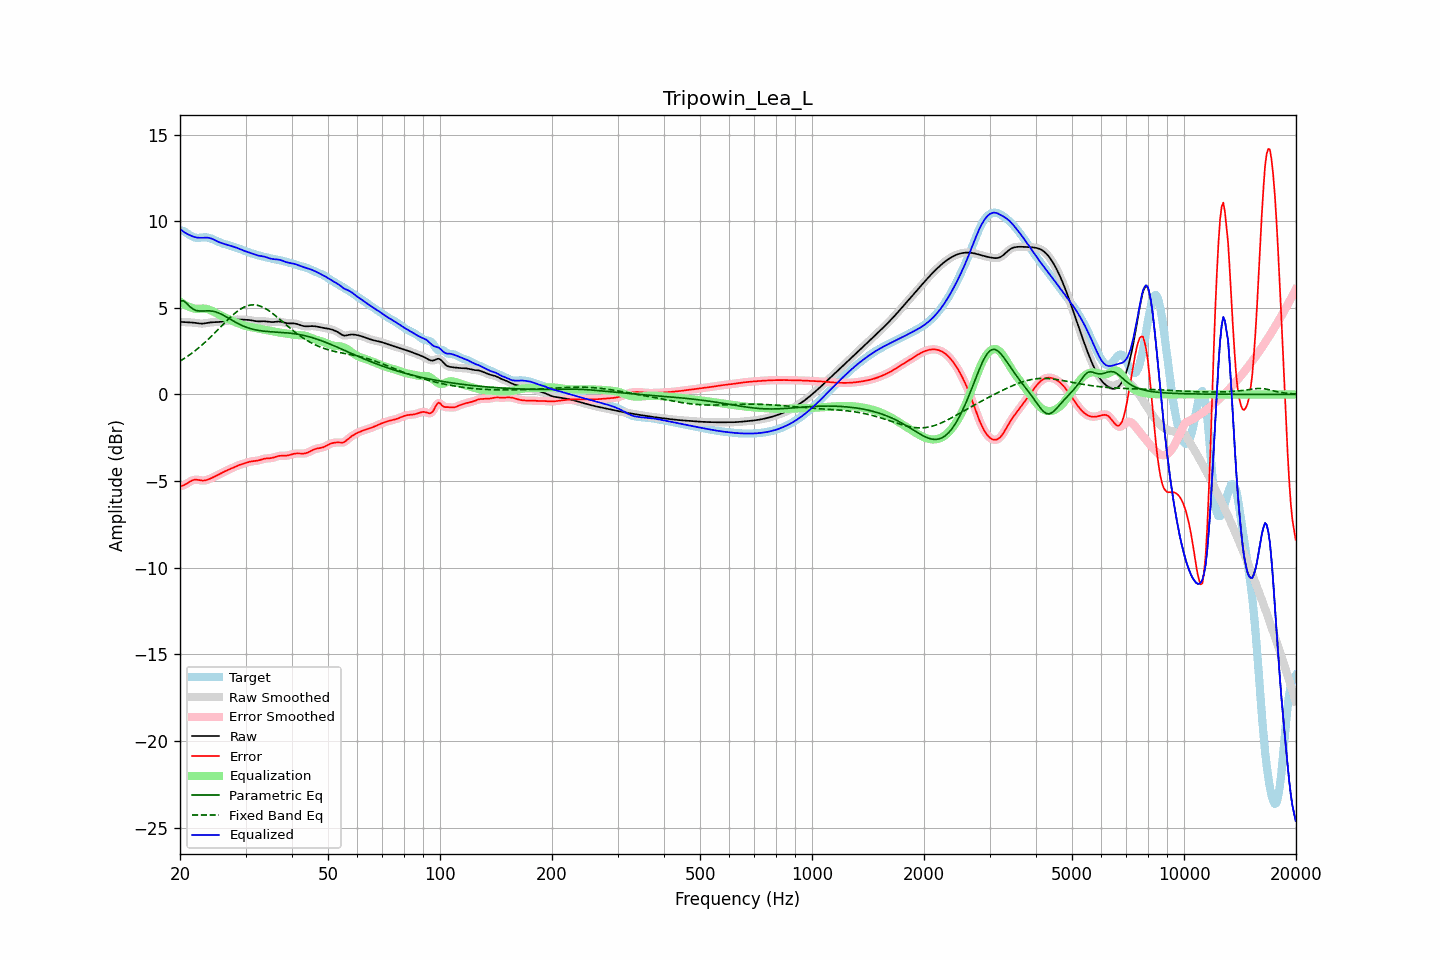 Tripowin_Lea_L
15
10
5
0
−5
−10
−15
−20
−25
Amplitude (dBr)
Target
Raw Smoothed
Error Smoothed
Raw
Error
Equalization
Parametric Eq
Fixed Band Eq
Equalized
20 50 100 200 500 1000 2000 5000 10000 20000
Frequency (Hz)